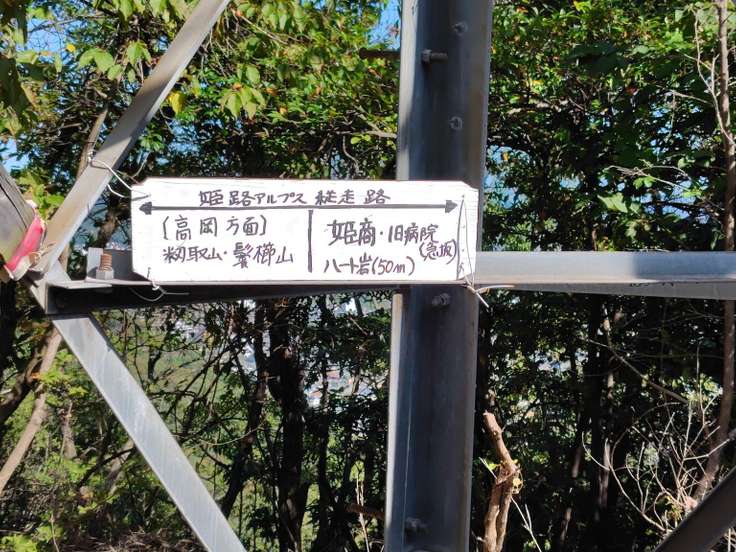 姫路アルプス 縦走路
[高岡方面]
籾取山・鬢櫛山
姫商・旧病院
(急坂)
ハート岩(50m)